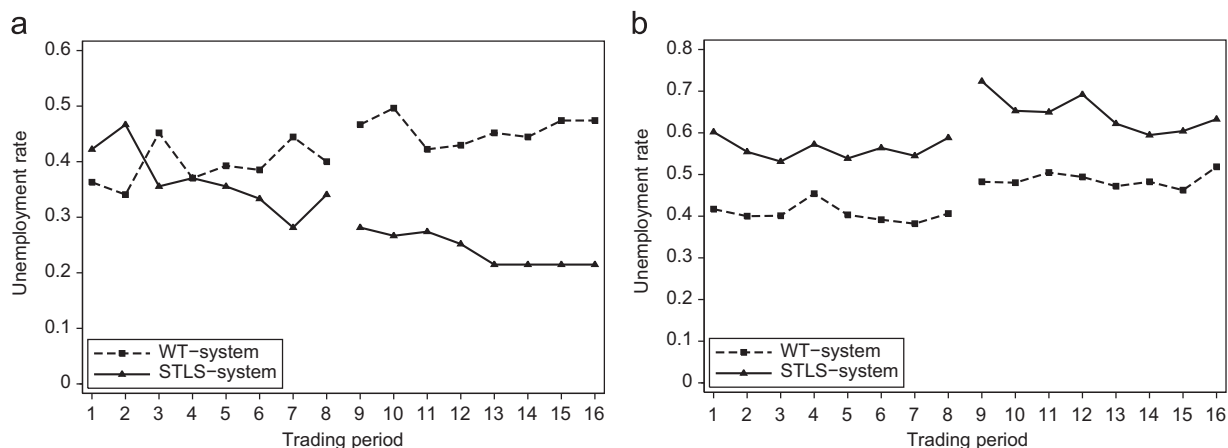 a
0.6
0.5
0.4
0.3
0.2
0.1
0
Unemployment rate
WT-system
STLS-system
1 2 3 4 5 6 7 8 9 10 11 12 13 14 15 16
Trading period
b
0.8
0.7
0.6
0.5
0.4
0.3
0.2
0.1
0
Unemployment rate
WT-system
STLS-system
1 2 3 4 5 6 7 8 9 10 11 12 13 14 15 16
Trading period